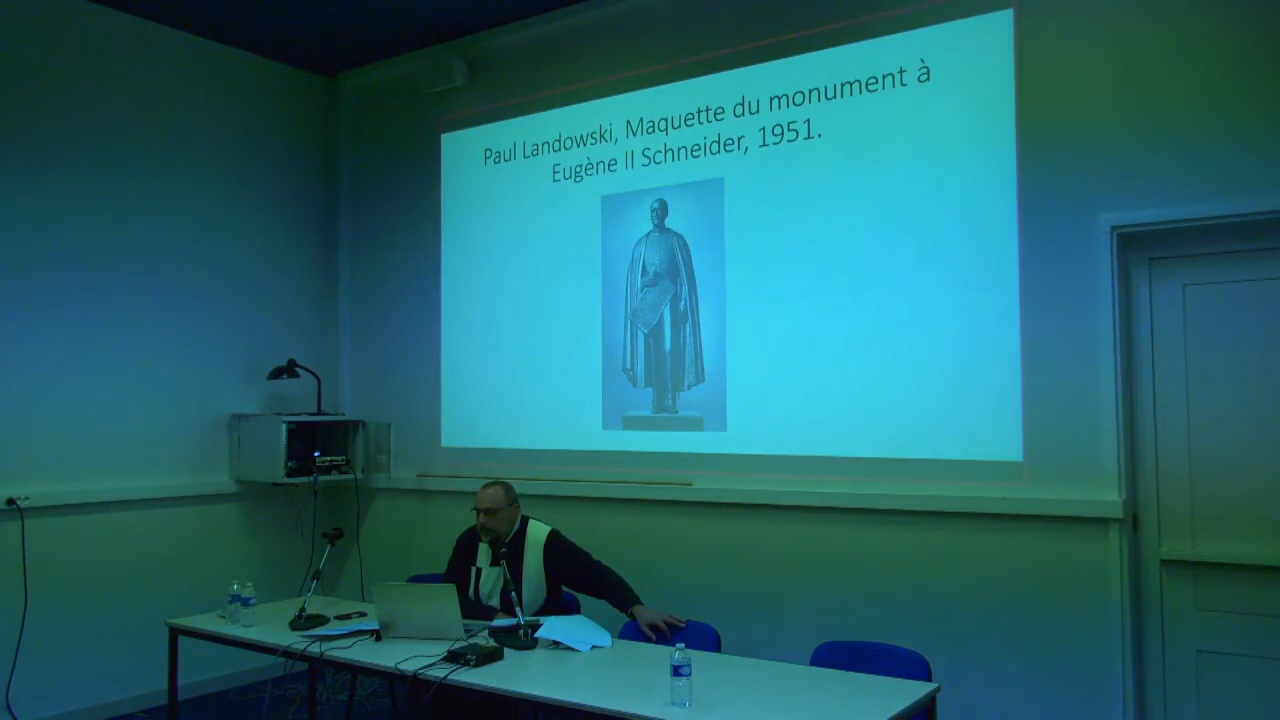 Paul Landowski, Maquette du monument à
Eugène II Schneider, 1951.